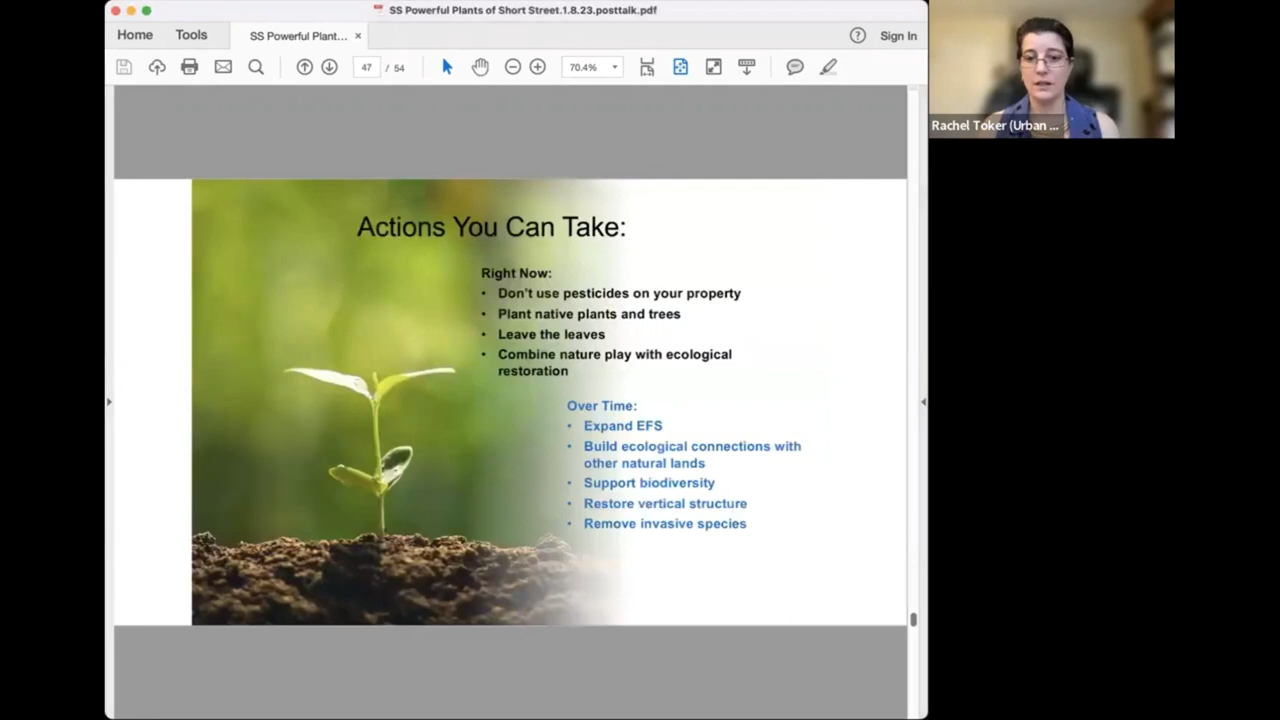 SS Powerful Plants of Short Street.1.8.23.posttalk.pdf
Home Tools SS Powerful Plant... × ? Sign In
47 / 54 70.4%
Rachel Toker (Urban ...
Actions You Can Take:
Right Now:
• Don't use pesticides on your property
• Plant native plants and trees
• Leave the leaves
• Combine nature play with ecological
restoration
Over Time:
• Expand EFS
• Build ecological connections with
other natural lands
• Support biodiversity
• Restore vertical structure
• Remove invasive species